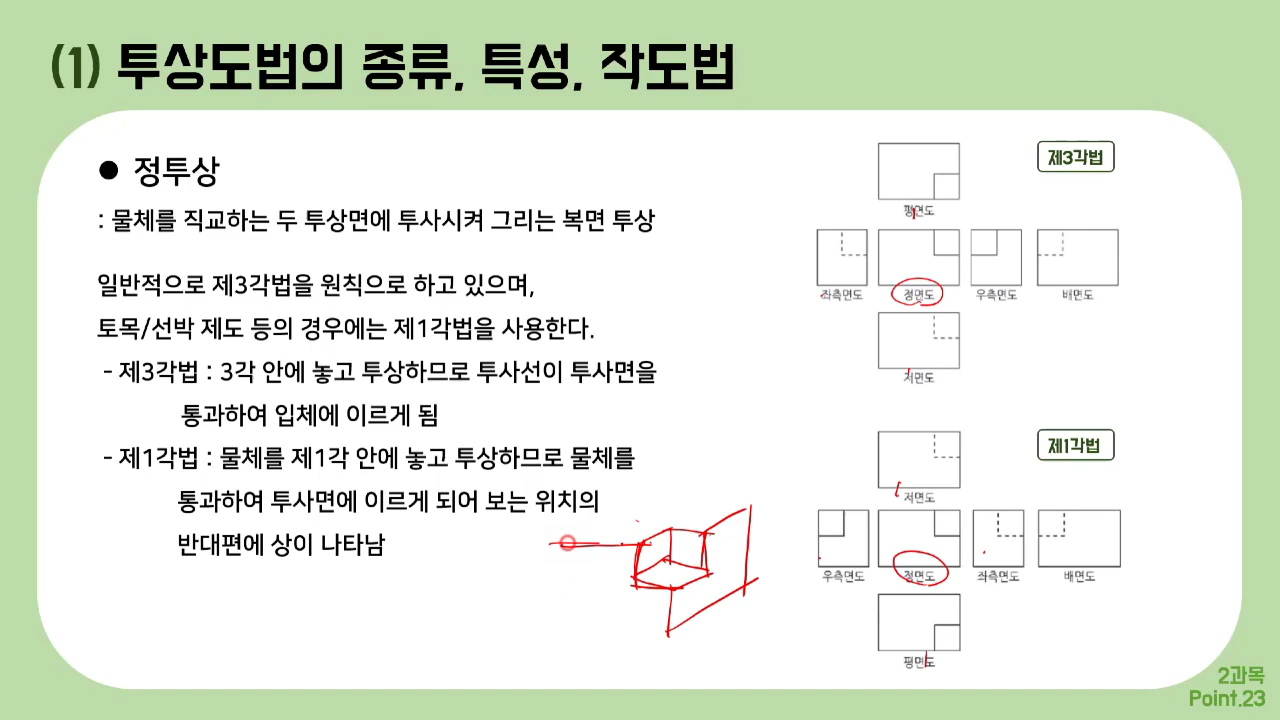 (1) 투상도법의 종류, 특성, 작도법
● 정투상
: 물체를 직교하는 두 투상면에 투사시켜 그리는 복면 투상
일반적으로 제3각법을 원칙으로 하고 있으며,
토목/선박 제도 등의 경우에는 제1각법을 사용한다.
- 제3각법 : 3각 안에 놓고 투상하므로 투사선이 투사면을
통과하여 입체에 이르게 됨
- 제1각법 : 물체를 제1각 안에 놓고 투상하므로 물체를
통과하여 투사면에 이르게 되어 보는 위치의
반대편에 상이 나타남
제3각법
평면도
좌측면도 정면도 우측면도 배면도
저면도
제1각법
저면도
우측면도 정면도 좌측면도 배면도
평면도
2과목
Point.23